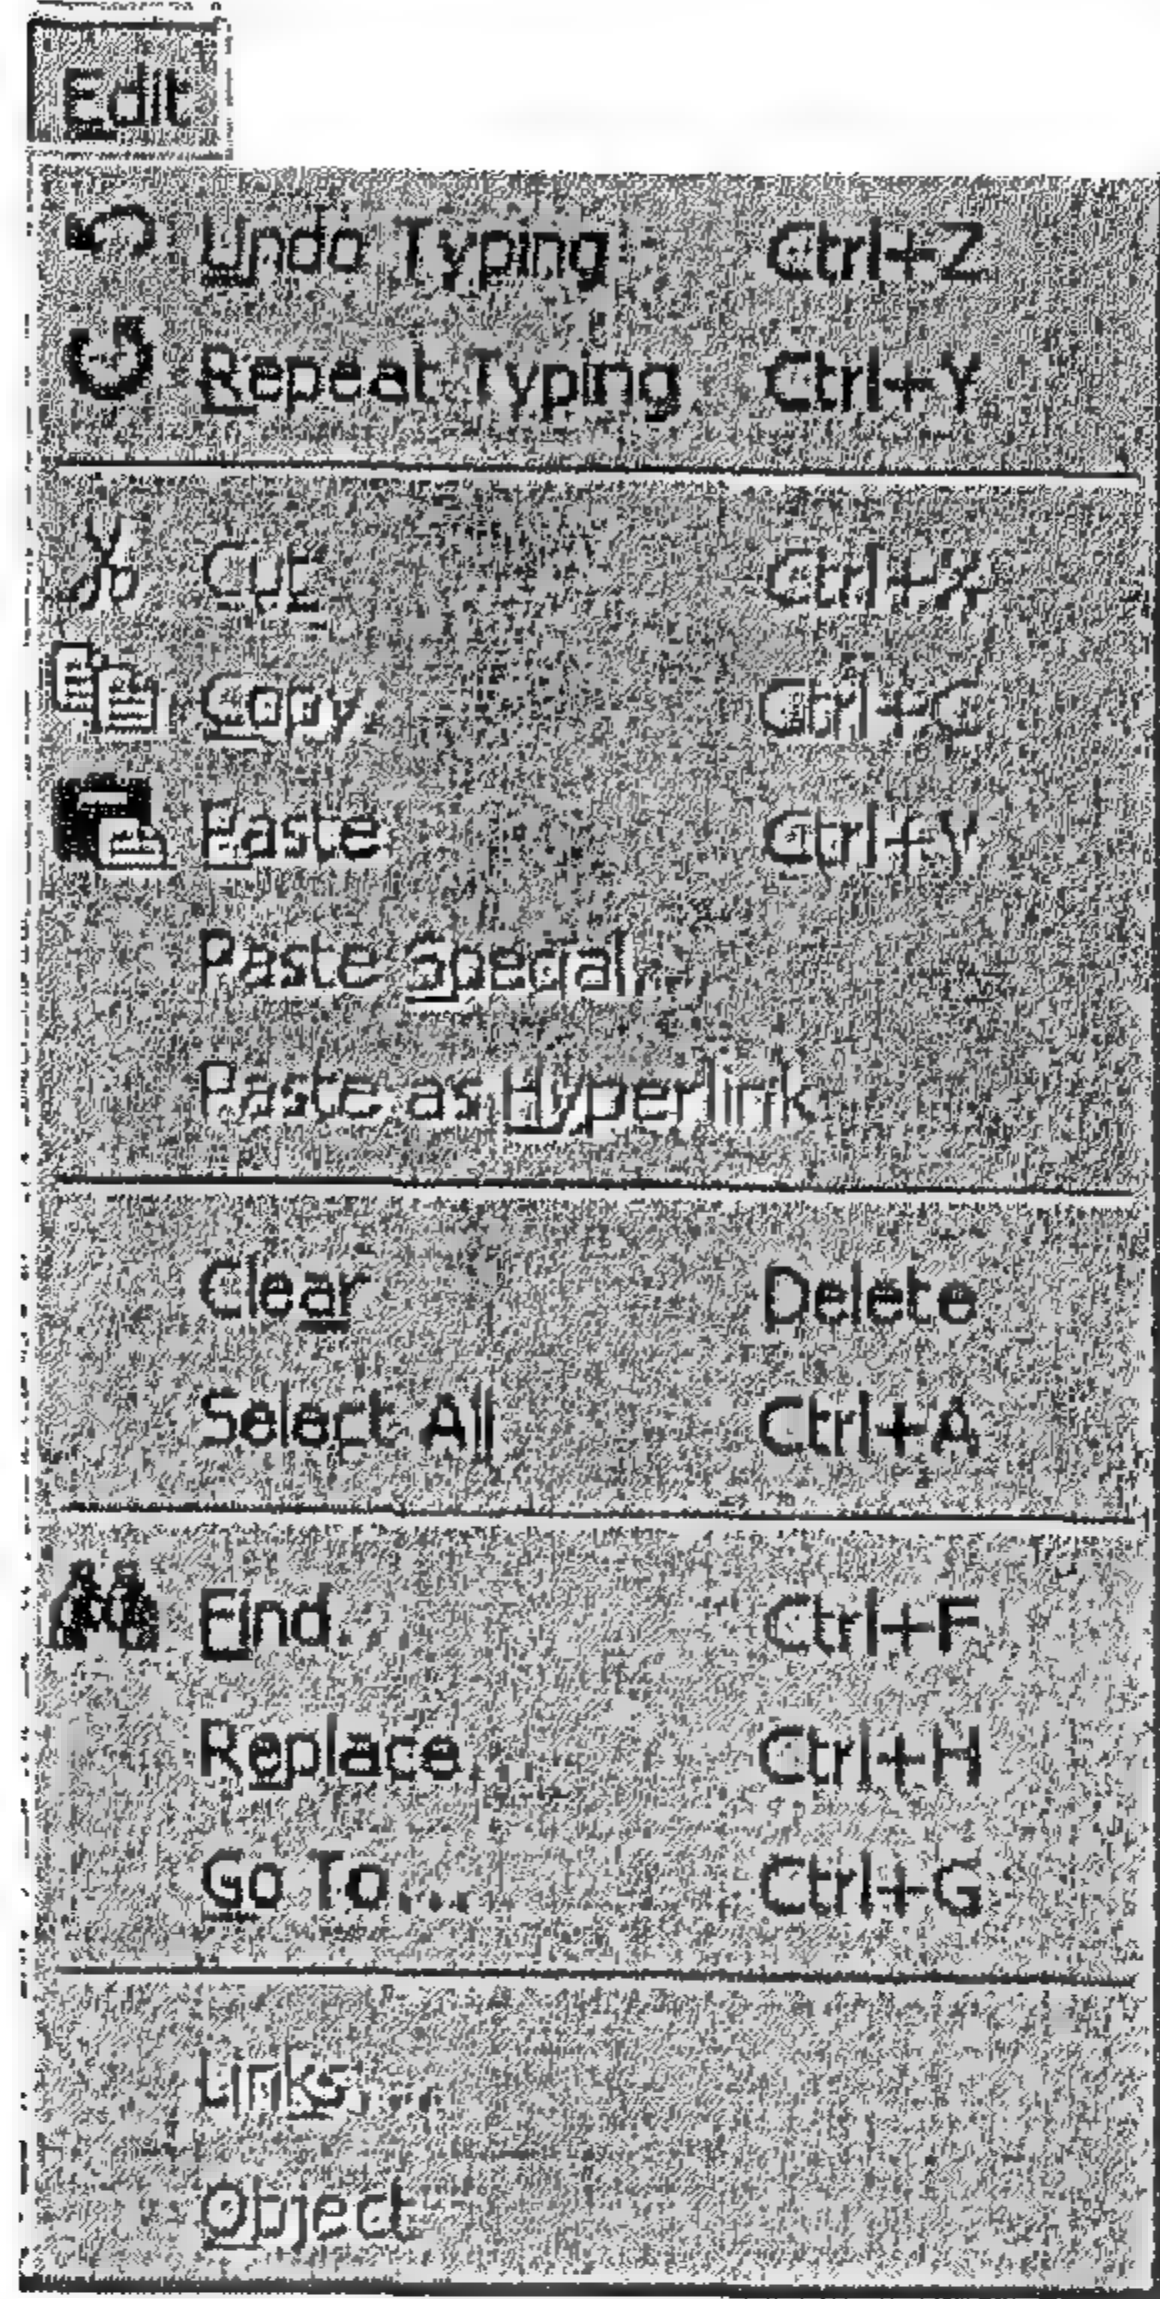 Edit
Undo Typing Ctrl+Z
Repeat Typing Ctrl+Y
Cut Ctrl+X
Copy Ctrl+C
Paste Ctrl+V
Paste Special...
Paste as Hyperlink
Clear Delete
Select All Ctrl+A
Find... Ctrl+F
Replace... Ctrl+H
Go To... Ctrl+G
Links...
Object